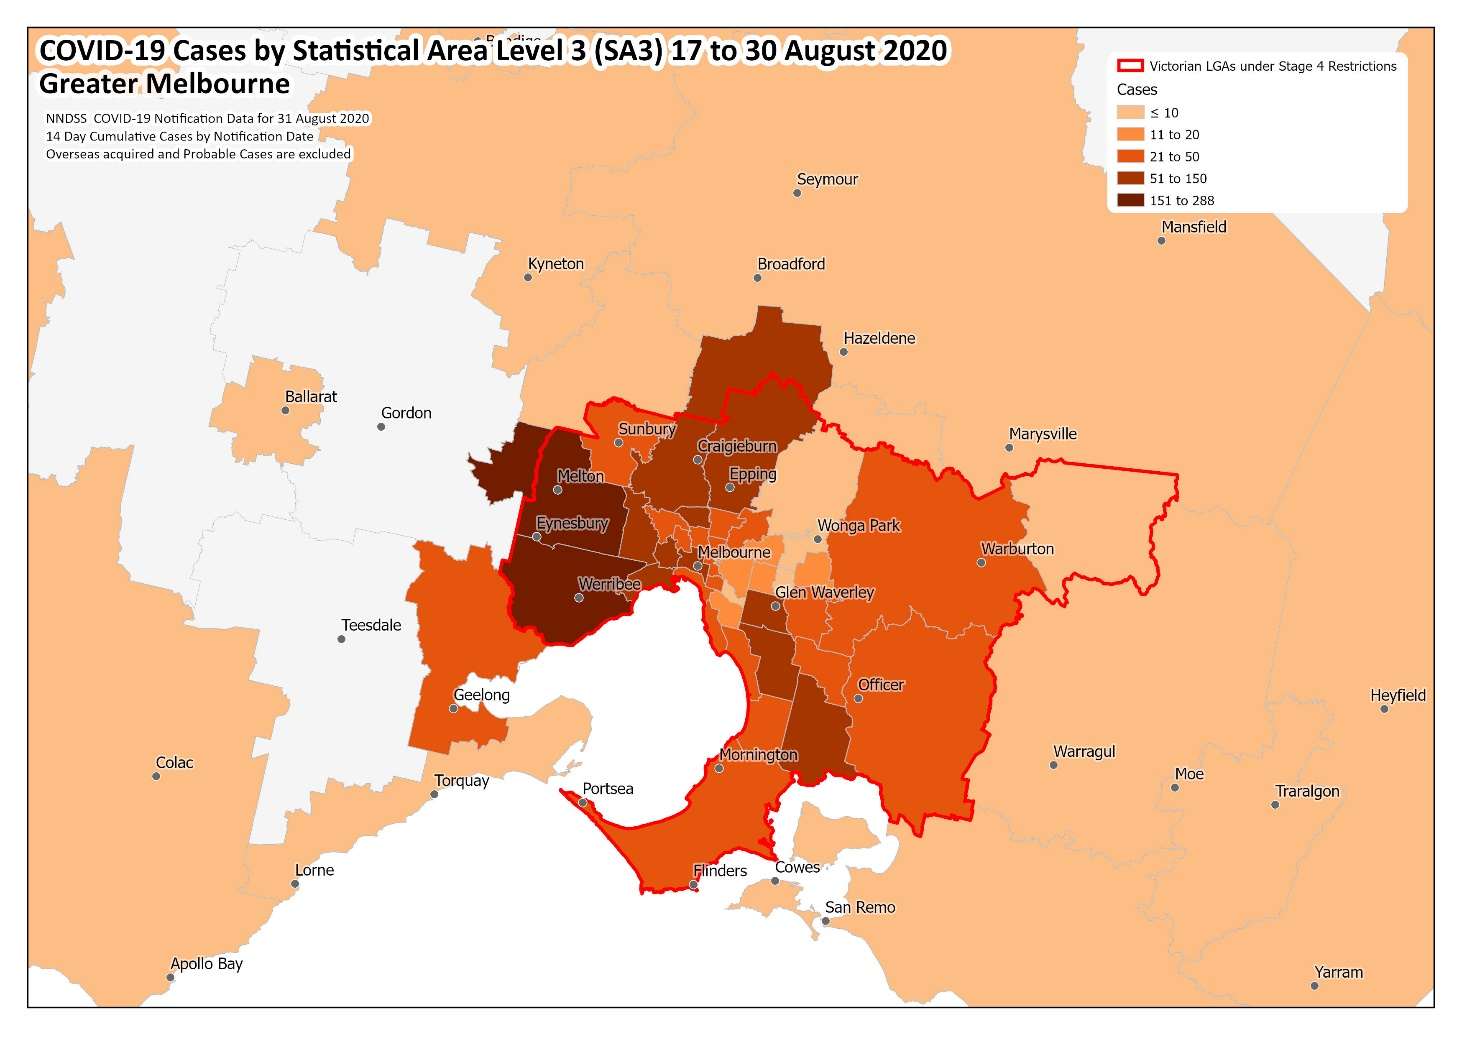 COVID-19 Cases by Statistical Area Level 3 (SA3) 17 to 30 August 2020
Greater Melbourne
NNDSS COVID-19 Notification Data for 31 August 2020
14 Day Cumulative Cases by Notification Date
Overseas acquired and Probable Cases are excluded
Victorian LGAs under Stage 4 Restrictions
Cases
≤ 10
11 to 20
21 to 50
51 to 150
151 to 288
Seymour
Mansfield
Kyneton
Broadford
Hazeldene
Ballarat
Gordon
Sunbury
Marysville
Craigieburn
Melton
Epping
Eynesbury
Wonga Park
Melbourne
Warburton
Werribee
Glen Waverley
Teesdale
Officer
Geelong
Heyfield
Mornington
Warragul
Colac
Torquay
Portsea
Moe
Traralgon
Lorne
Flinders
Cowes
San Remo
Apollo Bay
Yarram